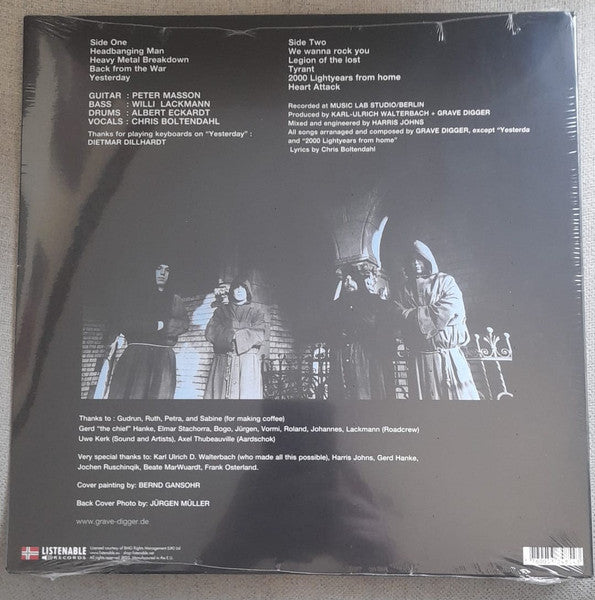 Side One
Headbanging Man
Heavy Metal Breakdown
Back from the War
Yesterday
GUITAR : PETER MASSON
BASS : WILLI LACKMANN
DRUMS : ALBERT ECKARDT
VOCALS : CHRIS BOLTENDAHL
Thanks for playing keyboards on "Yesterday" :
DIETMAR DILLHARDT
Side Two
We wanna rock you
Legion of the lost
Tyrant
2000 Lightyears from home
Heart Attack
Recorded at MUSIC LAB STUDIO/BERLIN
Produced by KARL-ULRICH WALTERBACH + GRAVE DIGGER
Mixed and engineered by HARRIS JOHNS
All songs arranged and composed by GRAVE DIGGER, except "Yesterda
and "2000 Lightyears from home"
Lyrics by Chris Boltendahl
Thanks to : Gudrun, Ruth, Petra, and Sabine (for making coffee)
Gerd "the chief" Hanke, Elmar Stachorra, Bogo, Jürgen, Vormi, Roland, Johannes, Lackmann (Roadcrew)
Uwe Kerk (Sound and Artists), Axel Thubeauville (Aardschok)
Very special thanks to: Karl Ulrich D. Walterbach (who made all this possible), Harris Johns, Gerd Hanke,
Jochen Ruschinqik, Beate MarWuardt, Frank Osterland.
Cover painting by: BERND GANSOHR
Back Cover Photo by: JÜRGEN MÜLLER
www.grave-digger.de
LISTENABLE
RECORDS
Licensed courtesy of BMG Rights Management (UK) Ltd